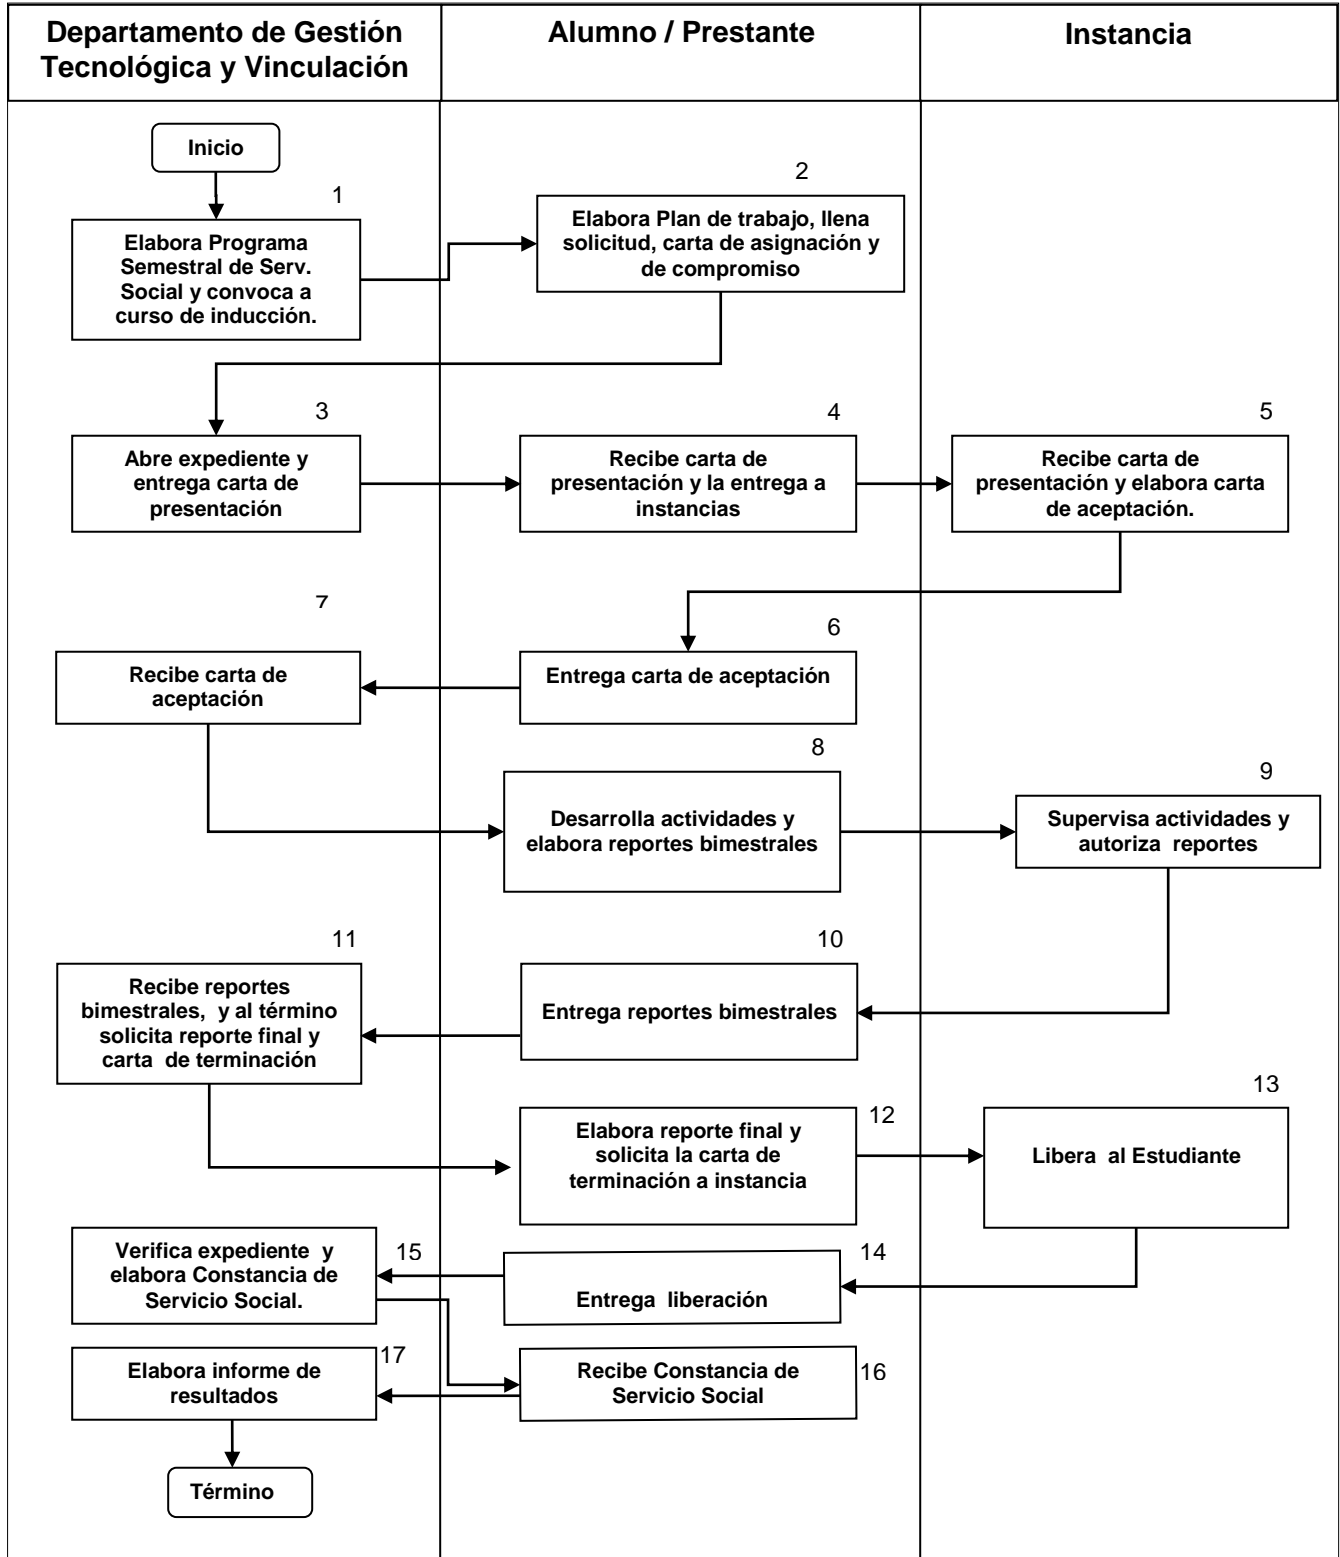 Departamento de Gestión
Tecnológica y Vinculación
Alumno / Prestante
Instancia
Inicio
1
Elabora Programa
Semestral de Serv.
Social y convoca a
curso de inducción.
2
Elabora Plan de trabajo, llena
solicitud, carta de asignación y
de compromiso
3
Abre expediente y
entrega carta de
presentación
4
Recibe carta de
presentación y la entrega a
instancias
5
Recibe carta de
presentación y elabora carta
de aceptación.
6
Entrega carta de aceptación
7
Recibe carta de
aceptación
8
Desarrolla actividades y
elabora reportes bimestrales
9
Supervisa actividades y
autoriza reportes
10
Entrega reportes bimestrales
11
Recibe reportes
bimestrales, y al término
solicita reporte final y
carta de terminación
12
Elabora reporte final y
solicita la carta de
terminación a instancia
13
Libera al Estudiante
14
Entrega liberación
15
Verifica expediente y
elabora Constancia de
Servicio Social.
16
Recibe Constancia de
Servicio Social
17
Elabora informe de
resultados
Término